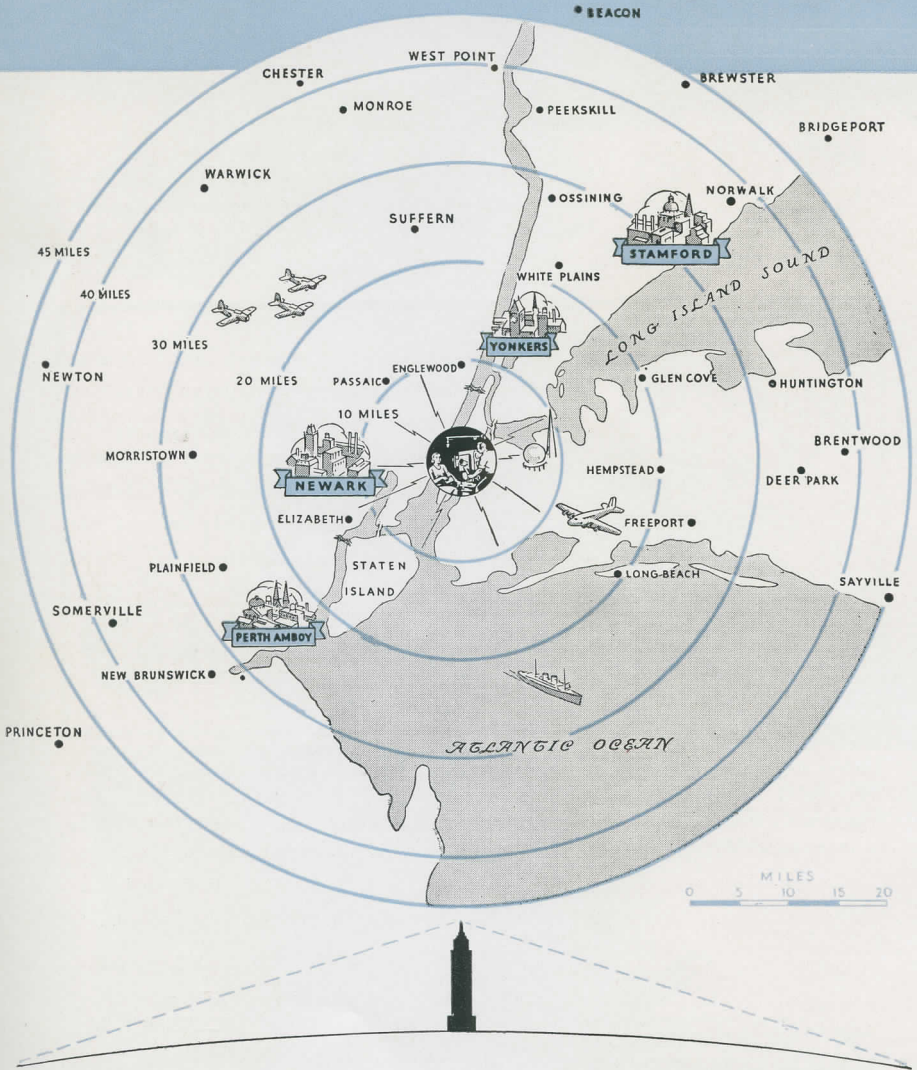 BEACON
WEST POINT
CHESTER
BREWSTER
MONROE
PEEKSKILL
BRIDGEPORT
WARWICK
NORWALK
OSSINING
SUFFERN
STAMFORD
45 MILES
WHITE PLAINS
LONG ISLAND SOUND
40 MILES
30 MILES
YONKERS
NEWTON
20 MILES
PASSAIC
ENGLEWOOD
GLEN COVE
HUNTINGTON
10 MILES
MORRISTOWN
BRENTWOOD
NEWARK
HEMPSTEAD
DEER PARK
ELIZABETH
FREEPORT
PLAINFIELD
STATEN
ISLAND
LONG BEACH
SAYVILLE
SOMERVILLE
PERTH AMBOY
NEW BRUNSWICK
PRINCETON
ATLANTIC OCEAN
MILES
0 5 10 15 20